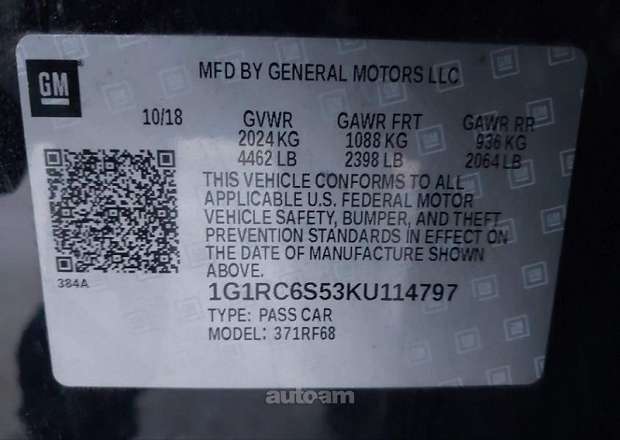 GM
MFD BY GENERAL MOTORS LLC
10/18 GVWR GAWR FRT GAWR RR
2024 KG 1088 KG 936 KG
4462 LB 2398 LB 2064 LB
THIS VEHICLE CONFORMS TO ALL
APPLICABLE U.S. FEDERAL MOTOR
VEHICLE SAFETY, BUMPER, AND THEFT
PREVENTION STANDARDS IN EFFECT ON
THE DATE OF MANUFACTURE SHOWN
ABOVE.
384A
1G1RC6S53KU114797
TYPE: PASS CAR
MODEL: 371RF68
autoam